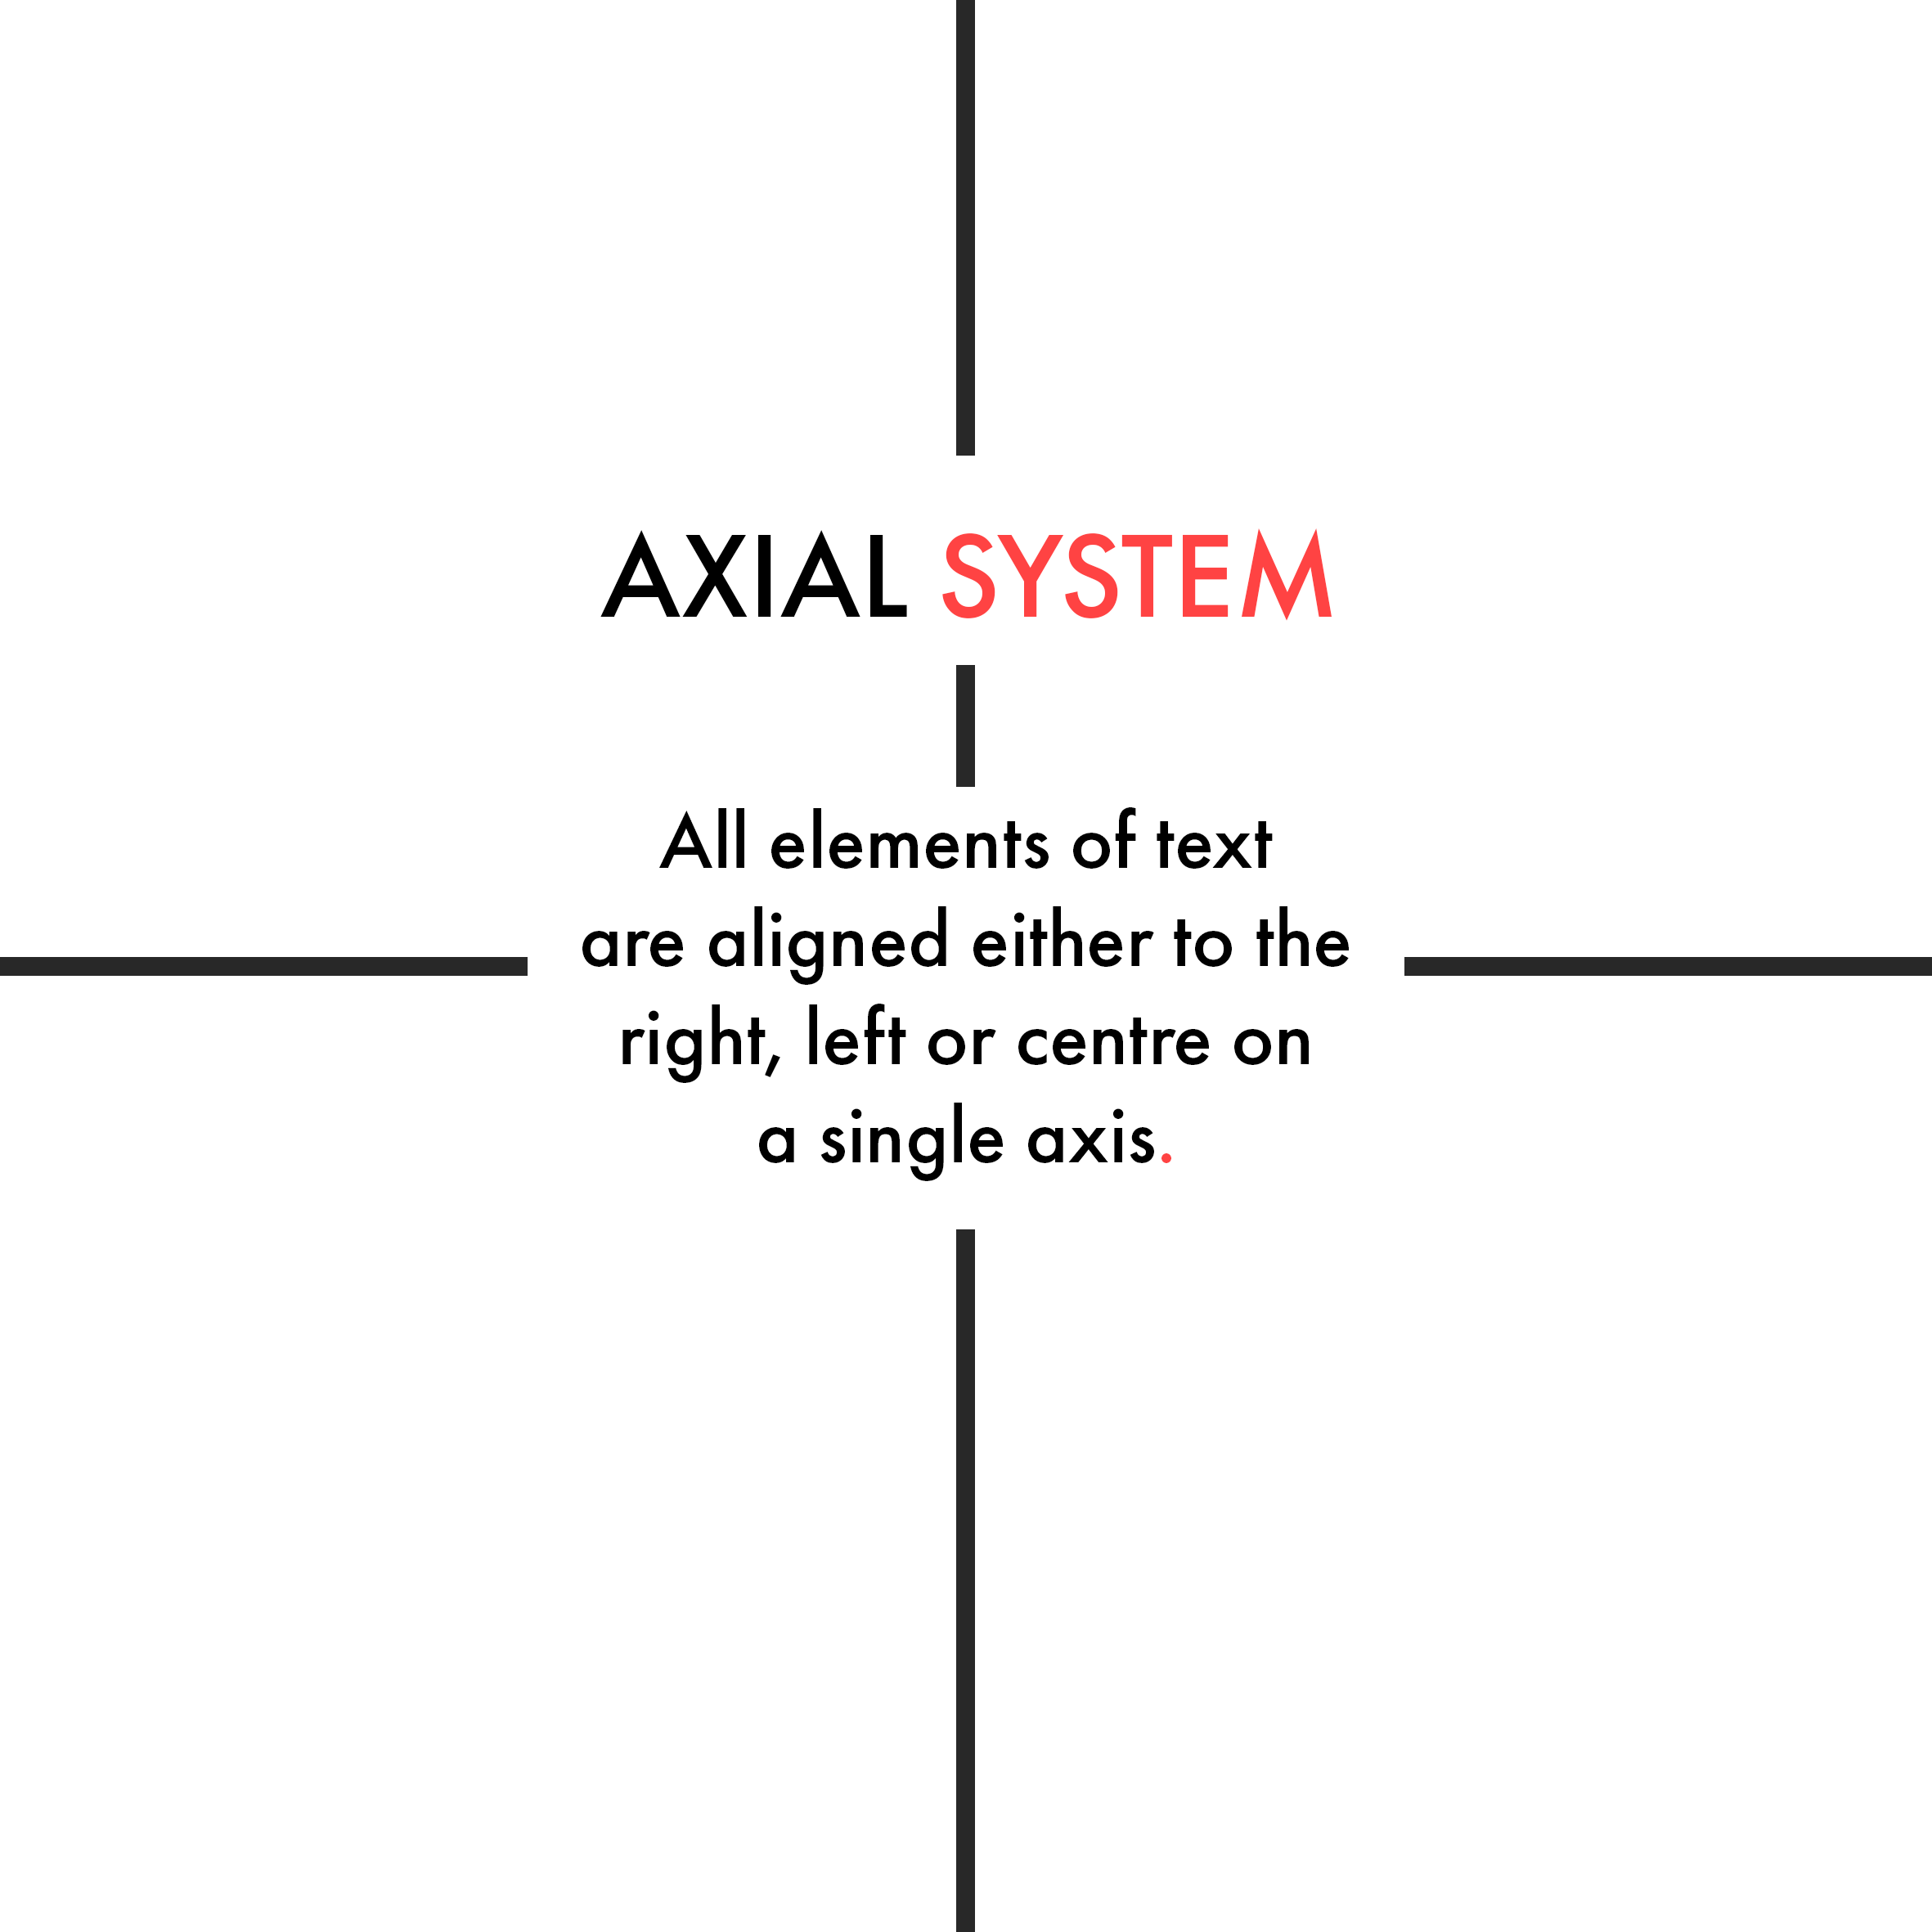 AXIAL SYSTEM
All elements of text
are aligned either to the
right, left or centre on
a single axis.